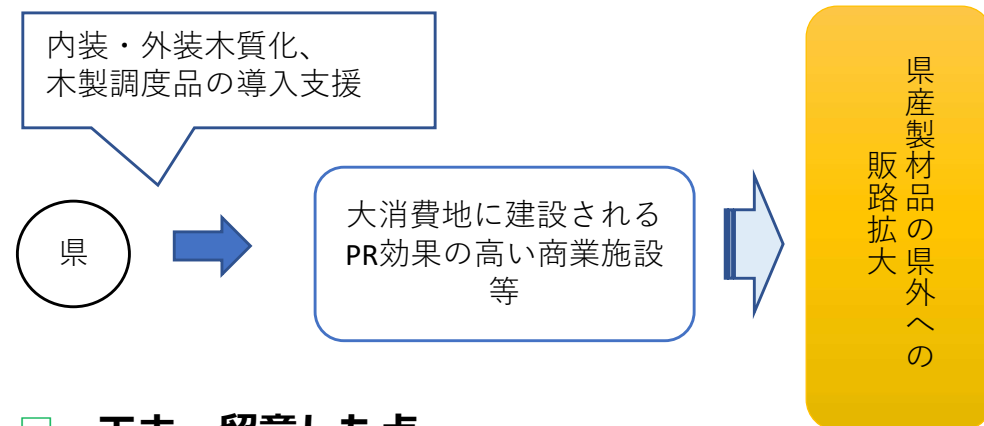 内装・外装木質化、
木製調度品の導入支援
県
大消費地に建設される
PR効果の高い商業施設
等
県産製材品の県外への
販路拡大